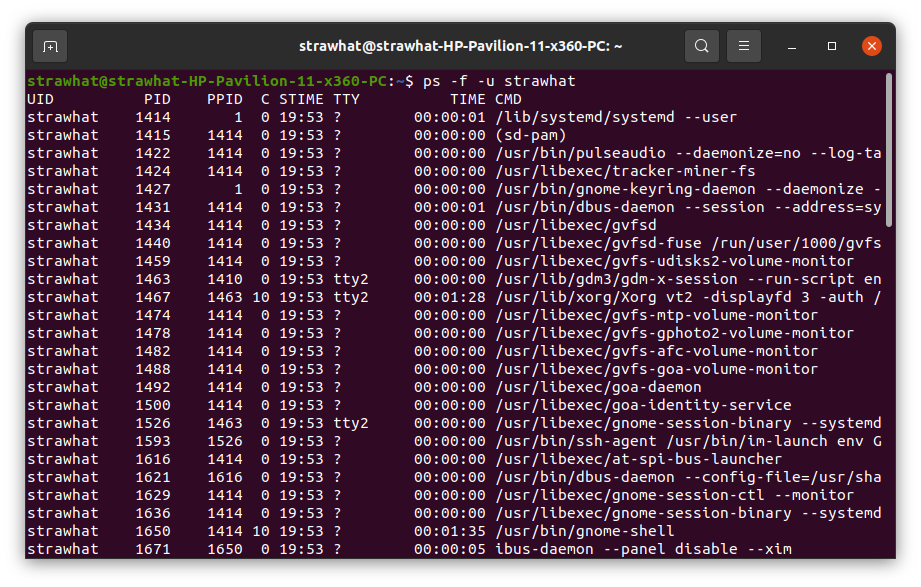 strawhat@strawhat-HP-Pavilion-11-x360-PC: ~
strawhat@strawhat-HP-Pavilion-11-x360-PC:~$ ps -f -u strawhat
UID          PID    PPID  C STIME TTY          TIME CMD
strawhat    1414       1  0 19:53 ?        00:00:01 /lib/systemd/systemd --user
strawhat    1415    1414  0 19:53 ?        00:00:00 (sd-pam)
strawhat    1422    1414  0 19:53 ?        00:00:00 /usr/bin/pulseaudio --daemonize=no --log-ta
strawhat    1424    1414  0 19:53 ?        00:00:00 /usr/libexec/tracker-miner-fs
strawhat    1427       1  0 19:53 ?        00:00:00 /usr/bin/gnome-keyring-daemon --daemonize -
strawhat    1431    1414  0 19:53 ?        00:00:01 /usr/bin/dbus-daemon --session --address=sy
strawhat    1434    1414  0 19:53 ?        00:00:00 /usr/libexec/gvfsd
strawhat    1440    1414  0 19:53 ?        00:00:00 /usr/libexec/gvfsd-fuse /run/user/1000/gvfs
strawhat    1459    1414  0 19:53 ?        00:00:00 /usr/libexec/gvfs-udisks2-volume-monitor
strawhat    1463    1410  0 19:53 tty2     00:00:00 /usr/lib/gdm3/gdm-x-session --run-script en
strawhat    1467    1463 10 19:53 tty2     00:01:28 /usr/lib/xorg/Xorg vt2 -displayfd 3 -auth /
strawhat    1474    1414  0 19:53 ?        00:00:00 /usr/libexec/gvfs-mtp-volume-monitor
strawhat    1478    1414  0 19:53 ?        00:00:00 /usr/libexec/gvfs-gphoto2-volume-monitor
strawhat    1482    1414  0 19:53 ?        00:00:00 /usr/libexec/gvfs-afc-volume-monitor
strawhat    1488    1414  0 19:53 ?        00:00:00 /usr/libexec/gvfs-goa-volume-monitor
strawhat    1492    1414  0 19:53 ?        00:00:00 /usr/libexec/goa-daemon
strawhat    1500    1414  0 19:53 ?        00:00:00 /usr/libexec/goa-identity-service
strawhat    1526    1463  0 19:53 tty2     00:00:00 /usr/libexec/gnome-session-binary --systemd
strawhat    1593    1526  0 19:53 ?        00:00:00 /usr/bin/ssh-agent /usr/bin/im-launch env G
strawhat    1616    1414  0 19:53 ?        00:00:00 /usr/libexec/at-spi-bus-launcher
strawhat    1621    1616  0 19:53 ?        00:00:00 /usr/bin/dbus-daemon --config-file=/usr/sha
strawhat    1629    1414  0 19:53 ?        00:00:00 /usr/libexec/gnome-session-ctl --monitor
strawhat    1636    1414  0 19:53 ?        00:00:00 /usr/libexec/gnome-session-binary --systemd
strawhat    1650    1414 10 19:53 ?        00:01:35 /usr/bin/gnome-shell
strawhat    1671    1650  0 19:53 ?        00:00:05 ibus-daemon --panel disable --xim